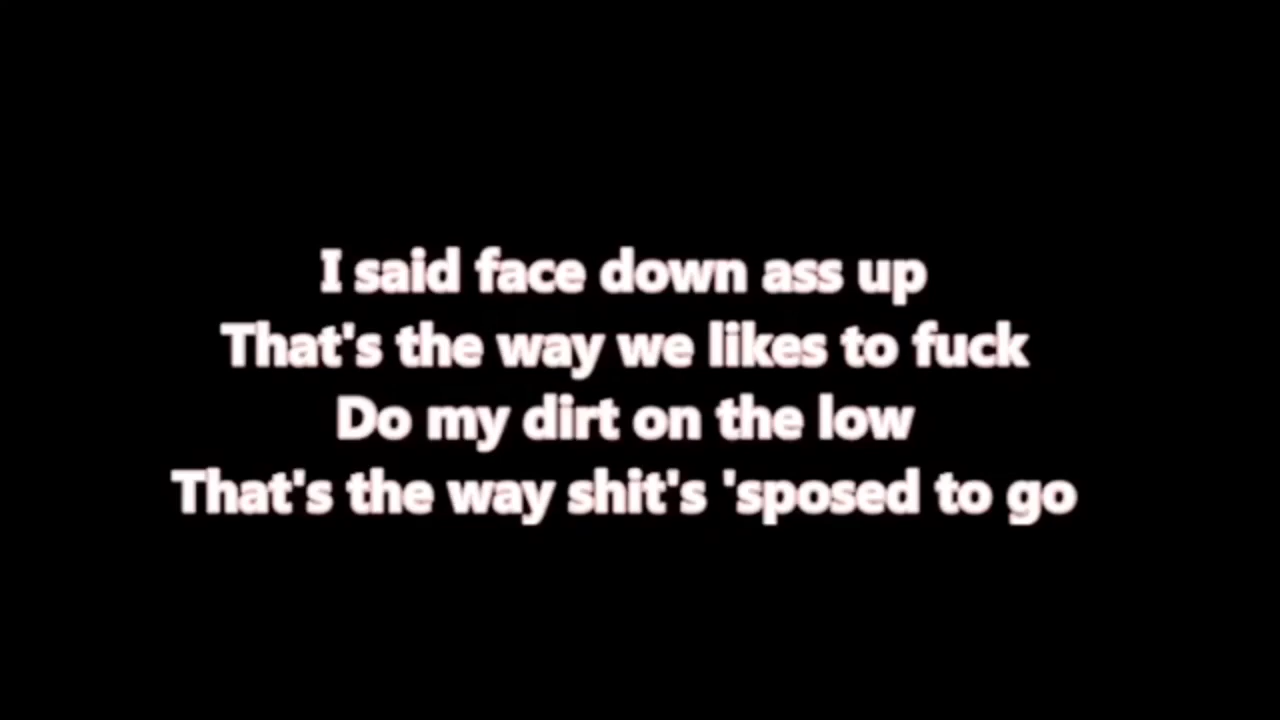 I said face down ass up
That's the way we likes to fuck
Do my dirt on the low
That's the way shit's 'sposed to go